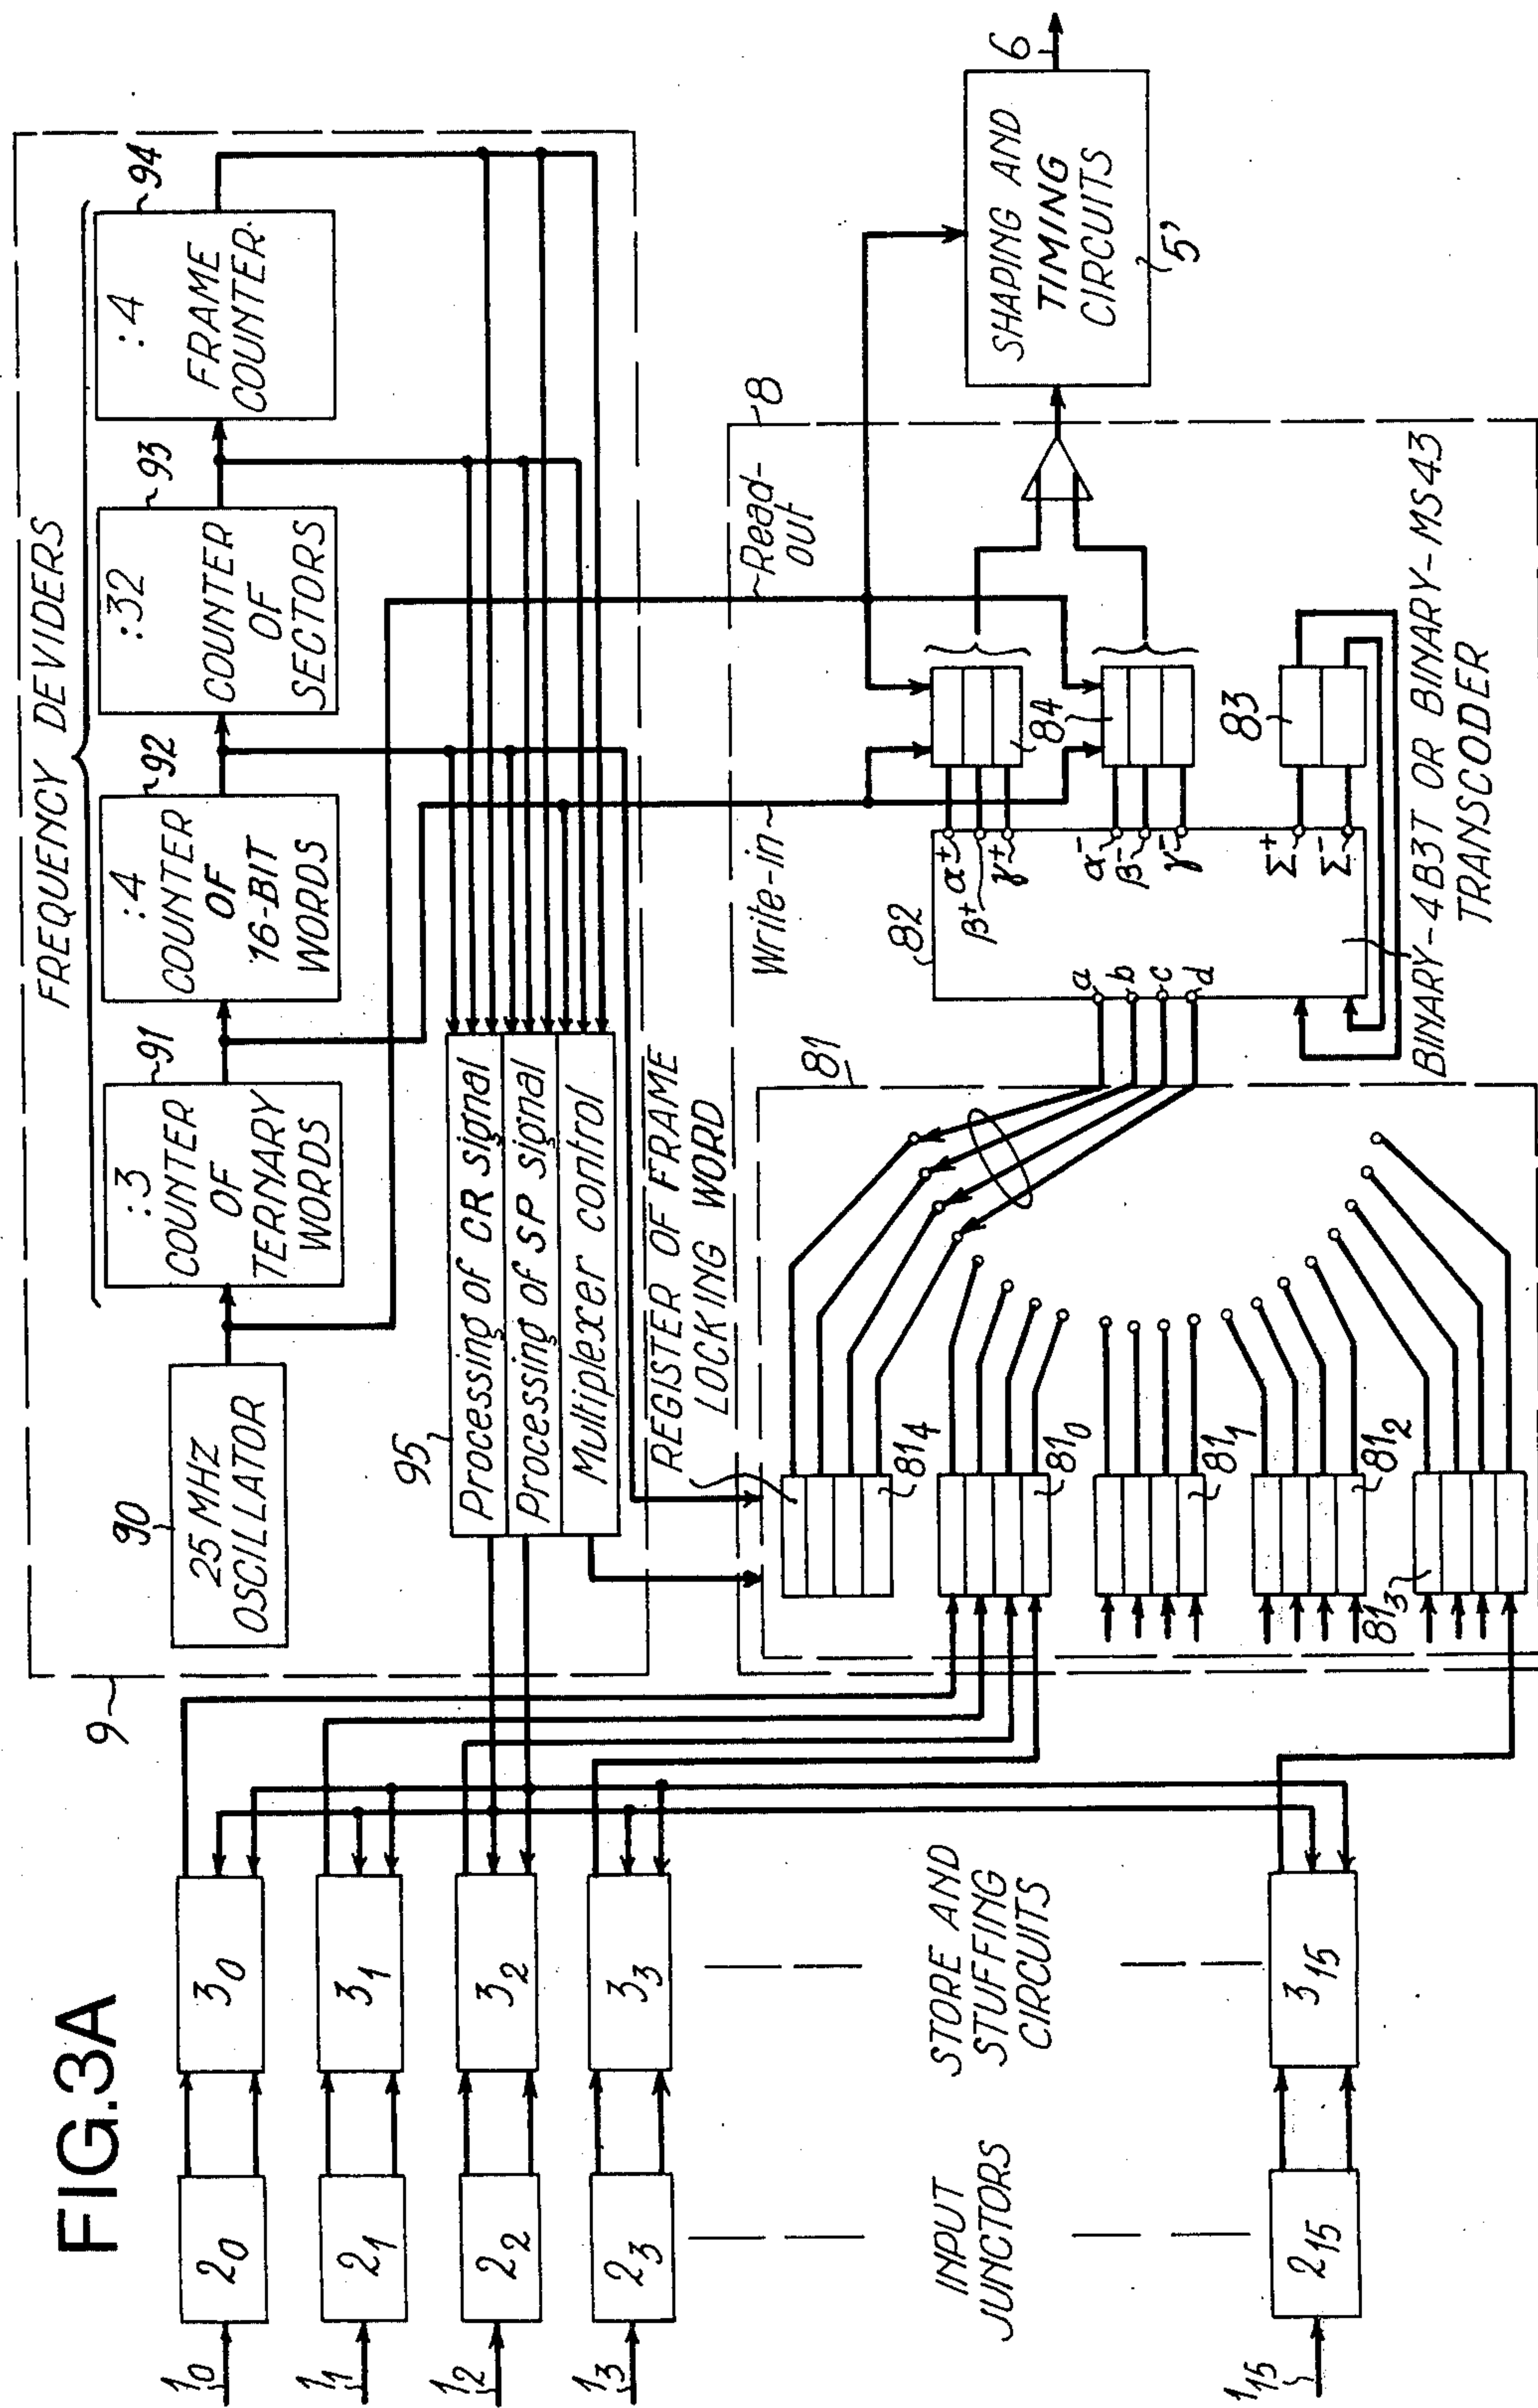 FIG.3A
FREQUENCY DEVIDERS
90
25 MHZ
OSCILLATOR
91
:3
COUNTER
OF
TERNARY
WORDS
92
:4
COUNTER
OF
16-BIT
WORDS
93
:32
COUNTER
OF
SECTORS
94
:4
FRAME
COUNTER
9
95
Processing of CR signal
Processing of SP signal
Multiplexer control
REGISTER OF FRAME
LOCKING WORD
Write-in
Read-
out
8
SHAPING AND
TIMING
CIRCUITS
5'
6
1₀
2₀
3₀
1₁
2₁
3₁
1₂
2₂
3₂
1₃
2₃
3₃
INPUT
JUNCTORS
STORE AND
STUFFING
CIRCUITS
1₁₅
2₁₅
3₁₅
81
81₄
81₀
81₁
81₂
81₃
a
b
c
d
82
α⁺
β⁺
γ⁺
α⁻
β⁻
γ⁻
Σ⁺
Σ⁻
84
83
BINARY-4B3T OR BINARY-MS43
TRANSCODER